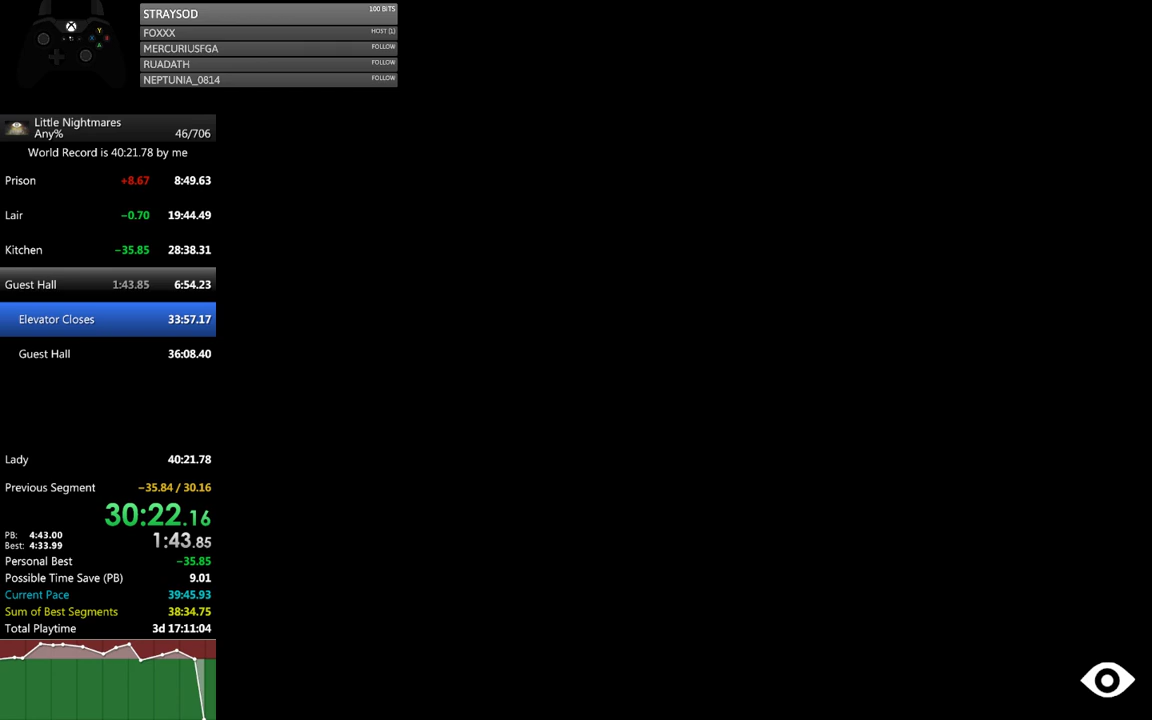 STRAYSOD 100 BITS
FOXXX HOST (1)
MERCURIUSFGA FOLLOW
RUADATH FOLLOW
NEPTUNIA_0814 FOLLOW
Little Nightmares
Any% 46/706
World Record is 40:21.78 by me
Prison +8.67 8:49.63
Lair −0.70 19:44.49
Kitchen −35.85 28:38.31
Guest Hall 1:43.85 6:54.23
Elevator Closes 33:57.17
Guest Hall 36:08.40
Lady 40:21.78
Previous Segment −35.84 / 30.16
30:22.16
PB: 4:43.00
Best: 4:33.99
1:43.85
Personal Best −35.85
Possible Time Save (PB) 9.01
Current Pace 39:45.93
Sum of Best Segments 38:34.75
Total Playtime 3d 17:11:04